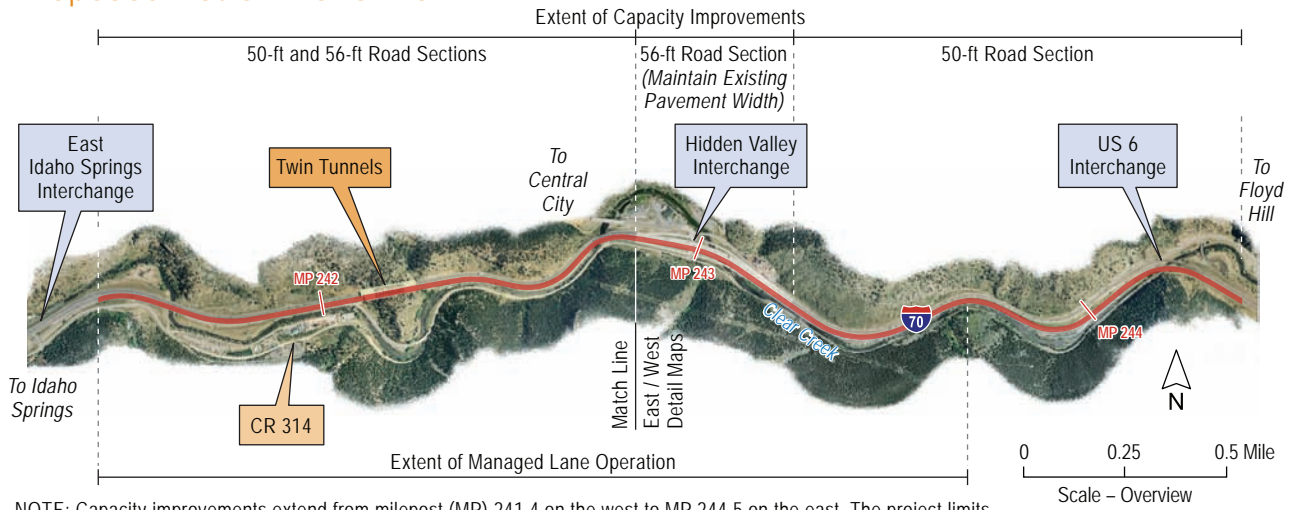 Extent of Capacity Improvements
50-ft and 56-ft Road Sections
56-ft Road Section
(Maintain Existing
Pavement Width)
50-ft Road Section
East
Idaho Springs
Interchange
Twin Tunnels
To
Central
City
Hidden Valley
Interchange
US 6
Interchange
To
Floyd
Hill
MP 242
MP 243
Clear Creek
70
MP 244
To Idaho
Springs
CR 314
Match Line
East / West
Detail Maps
N
Extent of Managed Lane Operation
0 0.25 0.5 Mile
Scale – Overview
NOTE: Capacity improvements extend from milepost (MP) 241.4 on the west to MP 244.5 on the east. The project limits